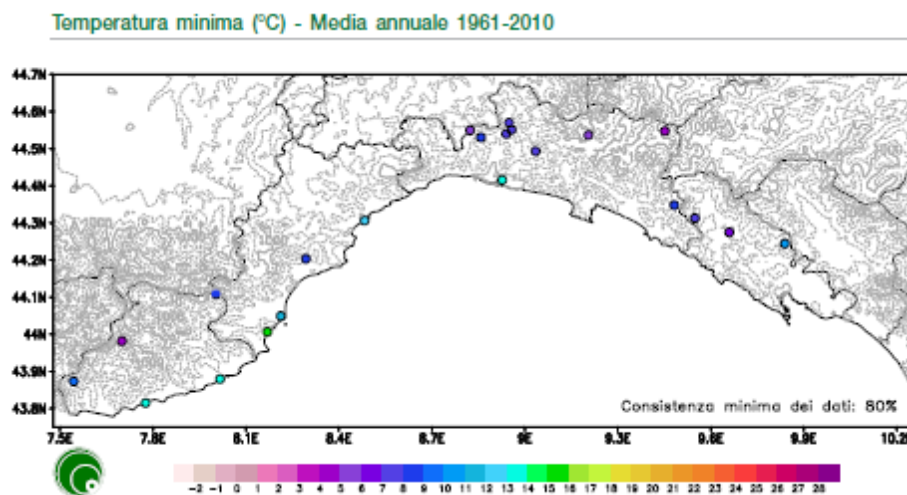 Temperatura minima (°C) - Media annuale 1961-2010
44.7N
44.6N
44.5N
44.4N
44.3N
44.2N
44.1N
44N
43.9N
43.8N
Consistenza minima dei dati: 80%
7.5E 7.8E 8.1E 8.4E 8.7E 9E 9.3E 9.6E 9.9E 10.2E
-2 -1 0 1 2 3 4 5 6 7 8 9 10 11 12 13 14 15 16 17 18 19 20 21 22 23 24 25 26 27 28